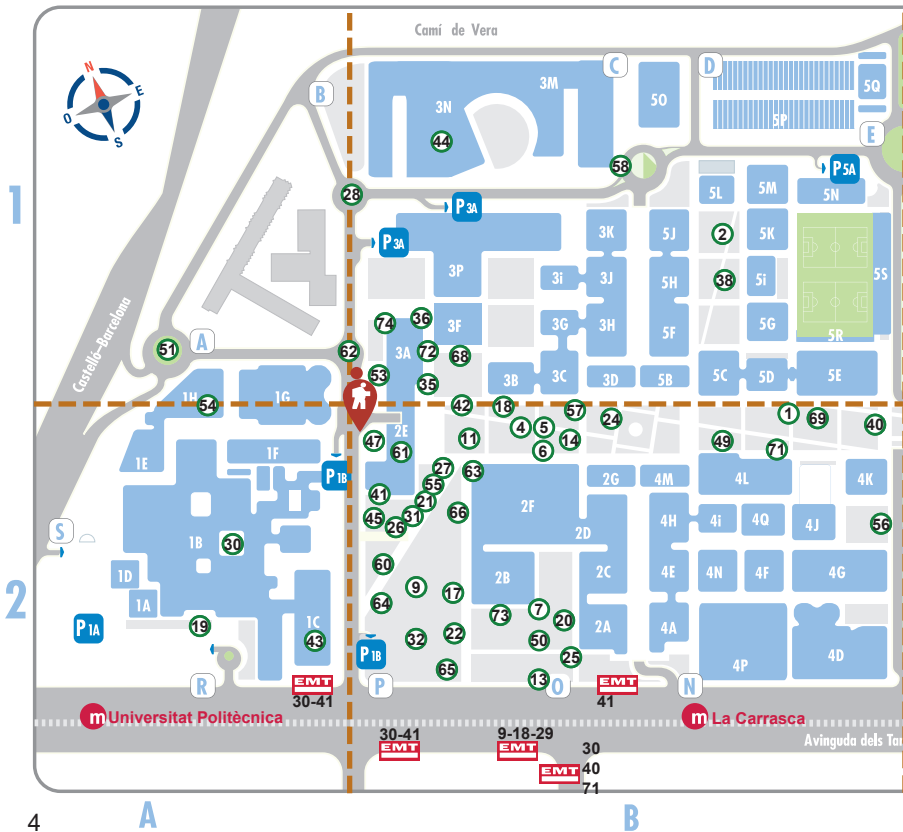 Camí de Vera
C
D
B
3M
3N
5O
5Q
5P
E
N
E
O
S
44
58
P5A
5L
5M
5N
1
28
P3A
P3A
3K
5J
2
5K
5S
3P
3i
3J
5H
38
5i
Castelló-Barcelona
74
36
3F
3G
3H
5F
5G
5R
51
A
62
3A
72
68
53
35
3B
3C
3D
5B
5C
5D
5E
1H
54
1G
42
18
57
24
1
69
40
4
5
47
2E
11
14
49
1E
1F
61
6
71
P1B
27
63
2G
4M
4L
4K
55
41
21
2F
45
31
66
26
2D
4H
4i
4Q
4J
56
S
1B
30
60
2B
2C
4E
4N
4F
4G
2
1D
9
17
1A
64
7
73
20
P1A
19
1C
43
32
22
50
2A
4A
P1B
25
4P
4D
65
13
R
P
O
N
EMT
30-41
EMT
41
m Universitat Politècnica
m La Carrasca
30-41
EMT
9-18-29
EMT
Avinguda dels Tar
30
EMT
40
71
4
A
B